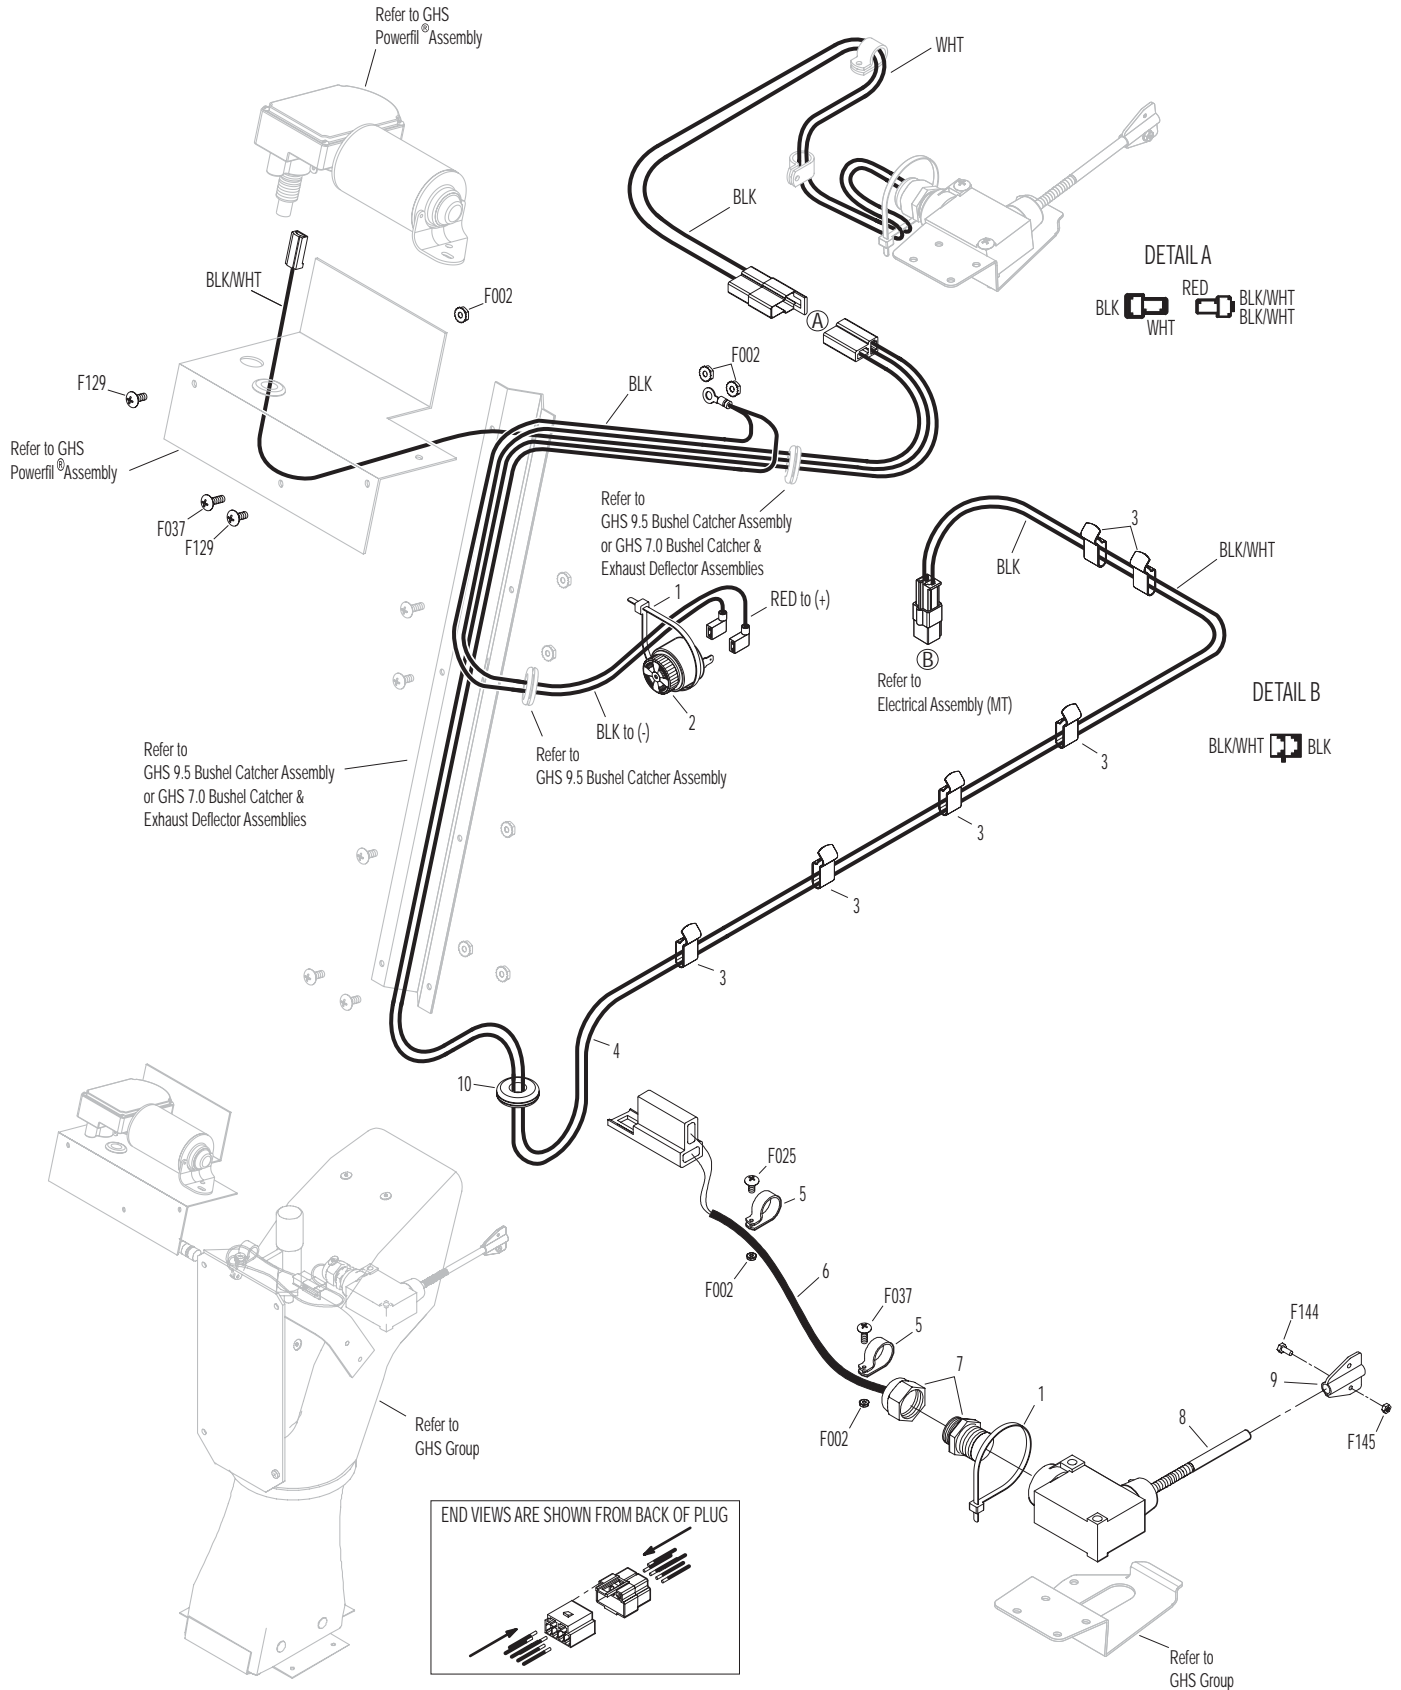 Refer to GHS
Powerfil® Assembly
WHT
BLK
DETAIL A
BLK
WHT
RED
BLK/WHT
BLK/WHT
BLK/WHT
F002
A
F002
F129
BLK
Refer to GHS
Powerfil® Assembly
F037
F129
Refer to
GHS 9.5 Bushel Catcher Assembly
or GHS 7.0 Bushel Catcher &
Exhaust Deflector Assemblies
1
RED to (+)
3
BLK
BLK/WHT
B
Refer to
Electrical Assembly (MT)
DETAIL B
BLK/WHT
BLK
2
BLK to (-)
Refer to
GHS 9.5 Bushel Catcher Assembly
Refer to
GHS 9.5 Bushel Catcher Assembly
or GHS 7.0 Bushel Catcher &
Exhaust Deflector Assemblies
3
3
3
3
4
10
F025
5
F002
6
F037
5
7
F002
1
F144
9
8
F145
Refer to
GHS Group
END VIEWS ARE SHOWN FROM BACK OF PLUG
Refer to
GHS Group